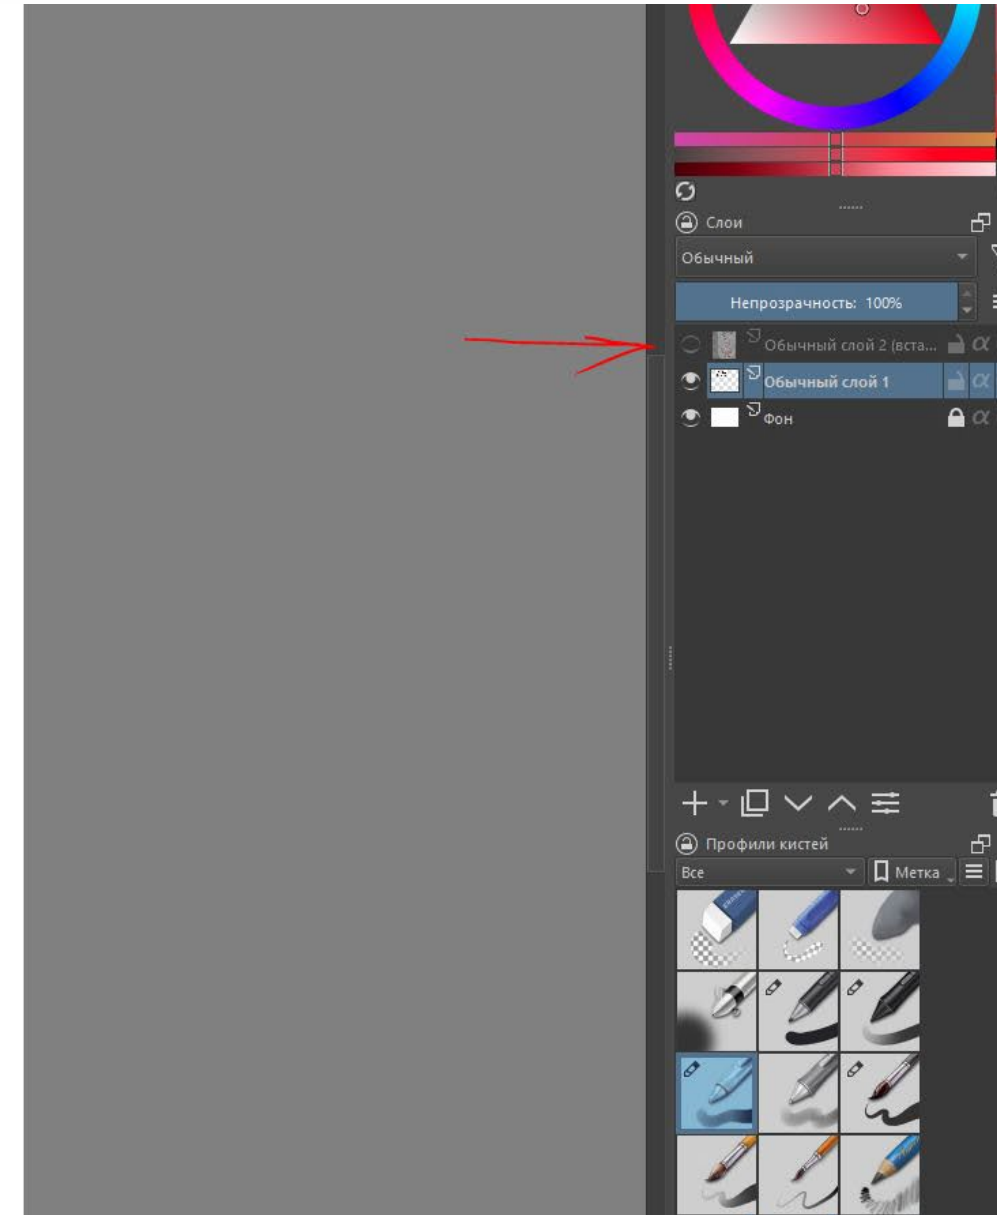 Слои
Обычный
Непрозрачность: 100%
Обычный слой 2 (вста...
Обычный слой 1
Фон
Профили кистей
Все
Метка